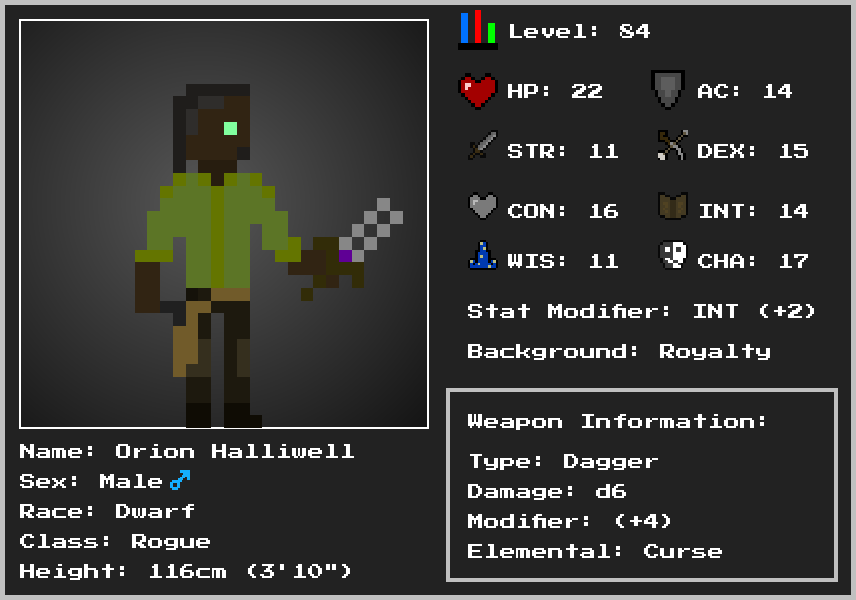 Level: 84
HP: 22
AC: 14
STR: 11
DEX: 15
CON: 16
INT: 14
WIS: 11
CHA: 17
Stat Modifier: INT (+2)
Background: Royalty
Weapon Information:
Type: Dagger
Damage: d6
Modifier: (+4)
Elemental: Curse
Name: Orion Halliwell
Sex: Male♂
Race: Dwarf
Class: Rogue
Height: 116cm (3'10")